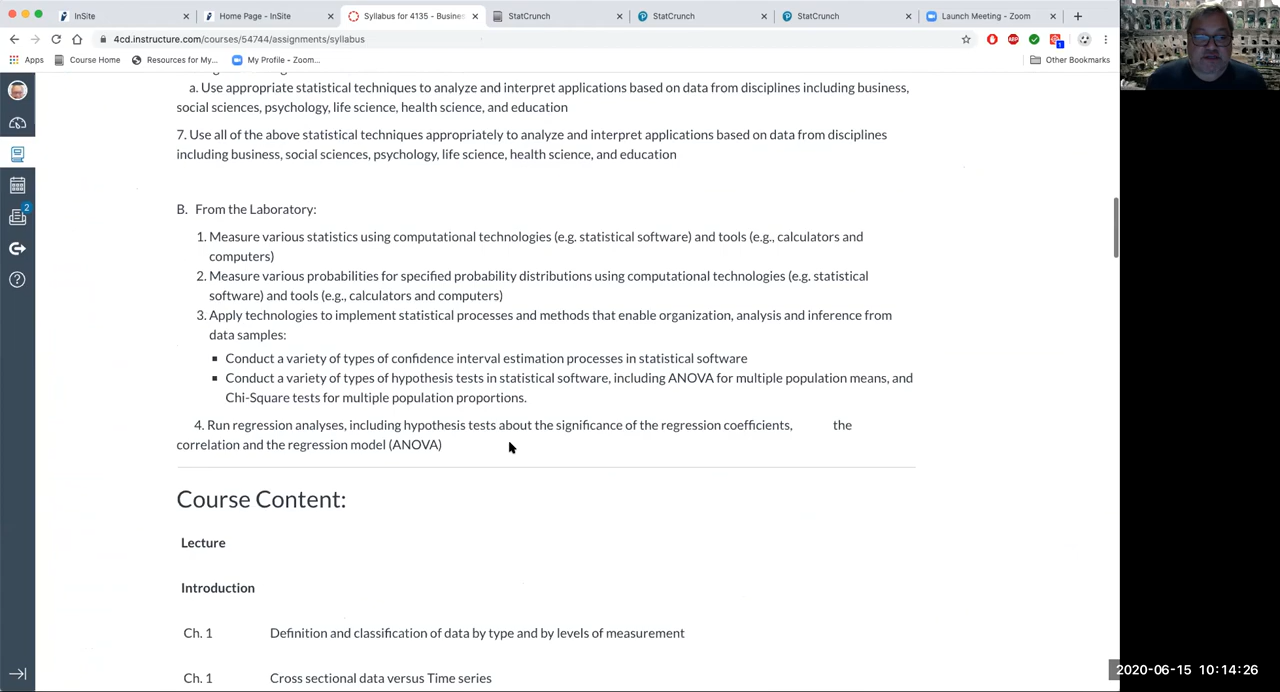 InSite
Home Page - InSite
Syllabus for 4135 - Busines
StatCrunch
StatCrunch
StatCrunch
Launch Meeting - Zoom
4cd.instructure.com/courses/54744/assignments/syllabus
ABP
1
Apps
Course Home
Resources for My...
My Profile - Zoom...
Other Bookmarks
a. Use appropriate statistical techniques to analyze and interpret applications based on data from disciplines including business,
social sciences, psychology, life science, health science, and education
7. Use all of the above statistical techniques appropriately to analyze and interpret applications based on data from disciplines
including business, social sciences, psychology, life science, health science, and education
2
B. From the Laboratory:
1. Measure various statistics using computational technologies (e.g. statistical software) and tools (e.g., calculators and
computers)
2. Measure various probabilities for specified probability distributions using computational technologies (e.g. statistical
software) and tools (e.g., calculators and computers)
3. Apply technologies to implement statistical processes and methods that enable organization, analysis and inference from
data samples:
Conduct a variety of types of confidence interval estimation processes in statistical software
Conduct a variety of types of hypothesis tests in statistical software, including ANOVA for multiple population means, and
Chi-Square tests for multiple population proportions.
4. Run regression analyses, including hypothesis tests about the significance of the regression coefficients, the
correlation and the regression model (ANOVA)
Course Content:
Lecture
Introduction
Ch. 1 Definition and classification of data by type and by levels of measurement
Ch. 1 Cross sectional data versus Time series
2020-06-15 10:14:26